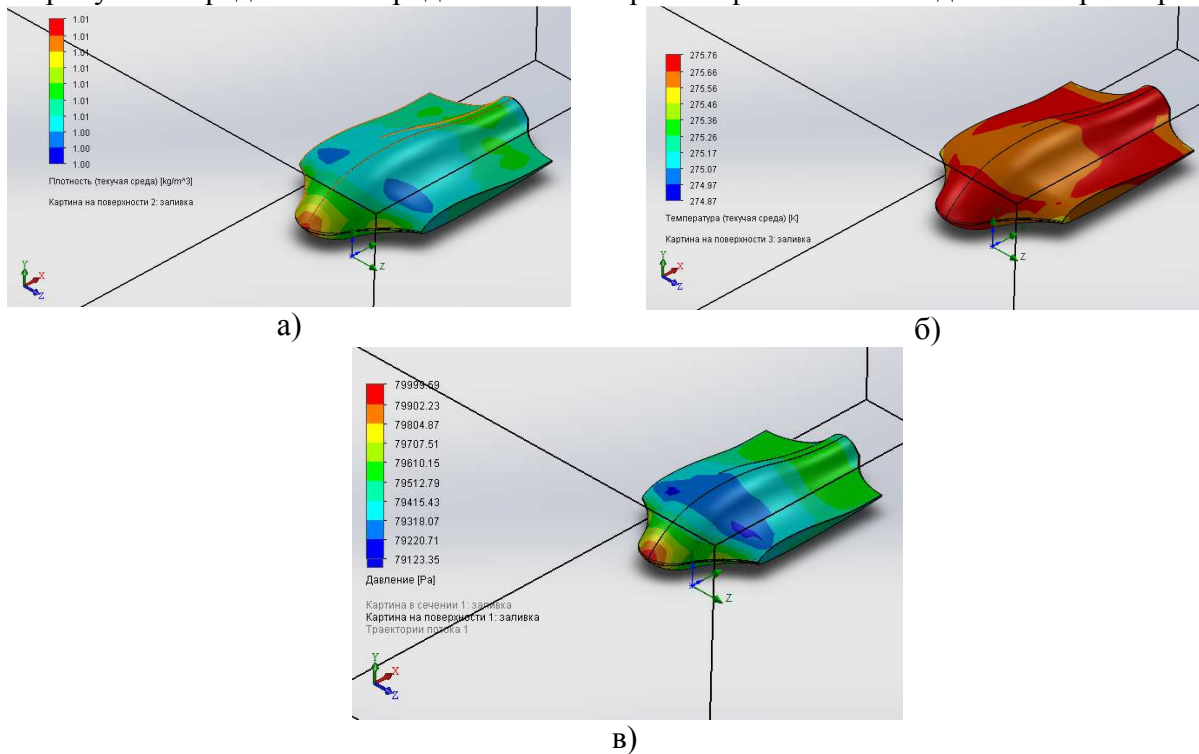 1.01
1.01
1.01
1.01
1.01
1.01
1.00
1.00
1.00
Плотность (текучая среда) [kg/m^3]
Картина на поверхности 2: заливка
Y
X
Z
Z
а)
275.76
275.66
275.56
275.46
275.36
275.26
275.17
275.07
274.97
274.87
Температура (текучая среда) [K]
Картина на поверхности 3: заливка
Y
X
Z
Z
б)
79999.59
79902.23
79804.87
79707.51
79610.15
79512.79
79415.43
79318.07
79220.71
79123.35
Давление [Pa]
Картина в сечении 1: заливка
Картина на поверхности 1: заливка
Траектории потока 1
Y
X
Z
Z
в)